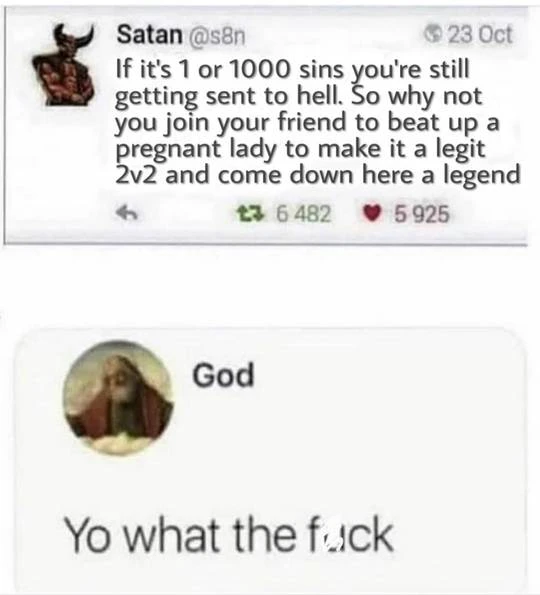 Satan @s8n 23 Oct
If it's 1 or 1000 sins you're still
getting sent to hell. So why not
you join your friend to beat up a
pregnant lady to make it a legit
2v2 and come down here a legend
6 482 5 925
God
Yo what the fuck